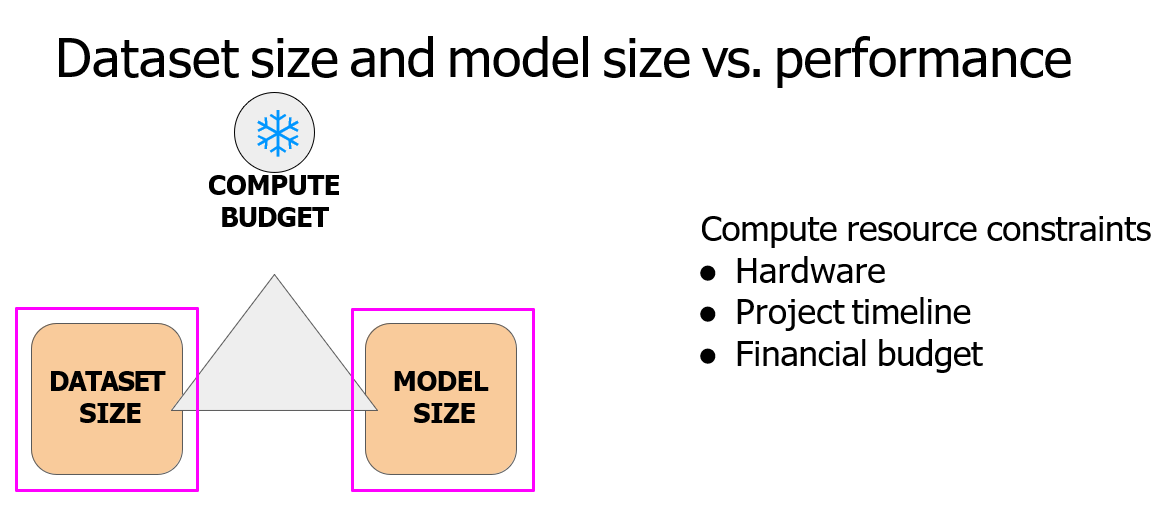 Dataset size and model size vs. performance
COMPUTE
BUDGET
DATASET
SIZE
MODEL
SIZE
Compute resource constraints
● Hardware
● Project timeline
● Financial budget